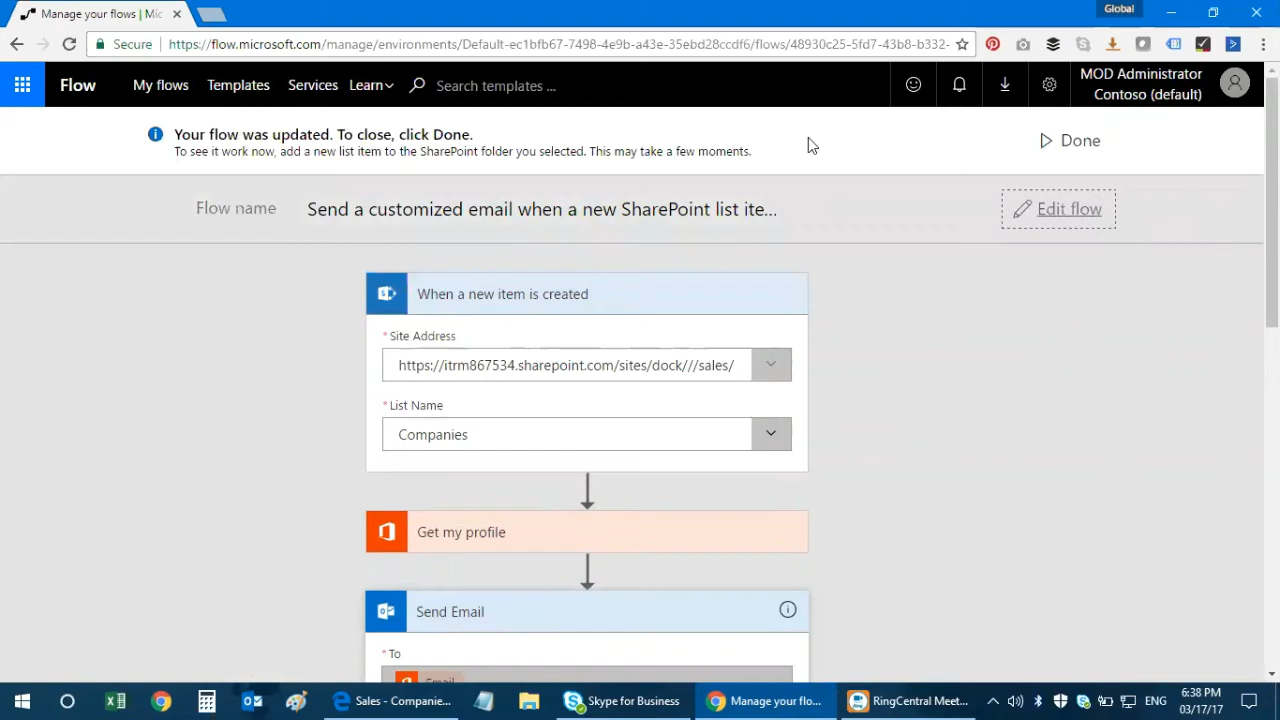 Global
Manage your flows | Mic
Secure
https://flow.microsoft.com/manage/environments/Default-ec1bfb67-7498-4e9b-a43e-35ebd28ccdf6/flows/48930c25-5fd7-43b8-b332-
Flow
My flows
Templates
Services
Learn
Search templates ...
MOD Administrator
Contoso (default)
Your flow was updated. To close, click Done.
To see it work now, add a new list item to the SharePoint folder you selected. This may take a few moments.
Done
Flow name
Send a customized email when a new SharePoint list ite...
Edit flow
When a new item is created
* Site Address
https://itrm867534.sharepoint.com/sites/dock///sales/
* List Name
Companies
Get my profile
Send Email
* To
Email
Sales - Companie...
Skype for Business
Manage your flo...
RingCentral Meet...
ENG
6:38 PM
03/17/17